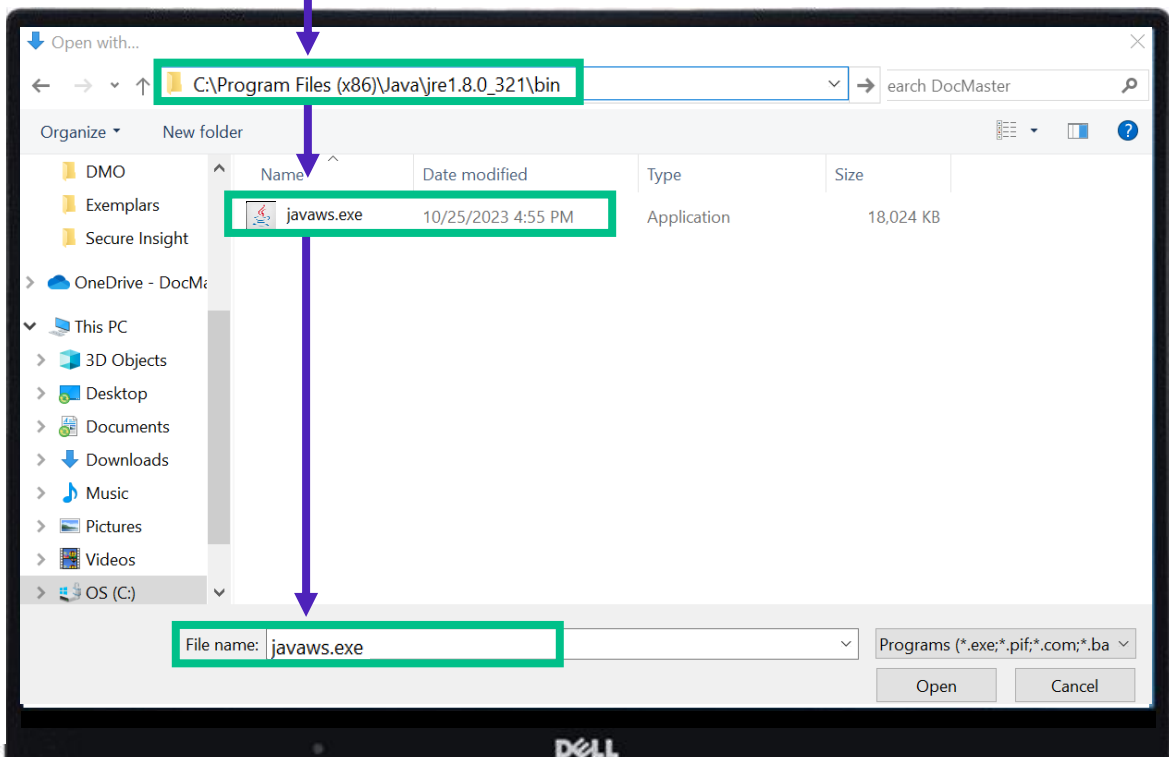 Open with...
C:\Program Files (x86)\Java\jre1.8.0_321\bin
earch DocMaster
Organize
New folder
?
Name
Date modified
Type
Size
javaws.exe
10/25/2023 4:55 PM
Application
18,024 KB
DMO
Exemplars
Secure Insight
OneDrive - DocMa
This PC
3D Objects
Desktop
Documents
Downloads
Music
Pictures
Videos
OS (C:)
File name:
javaws.exe
Programs (*.exe;*.pif;*.com;*.ba
Open
Cancel
DELL